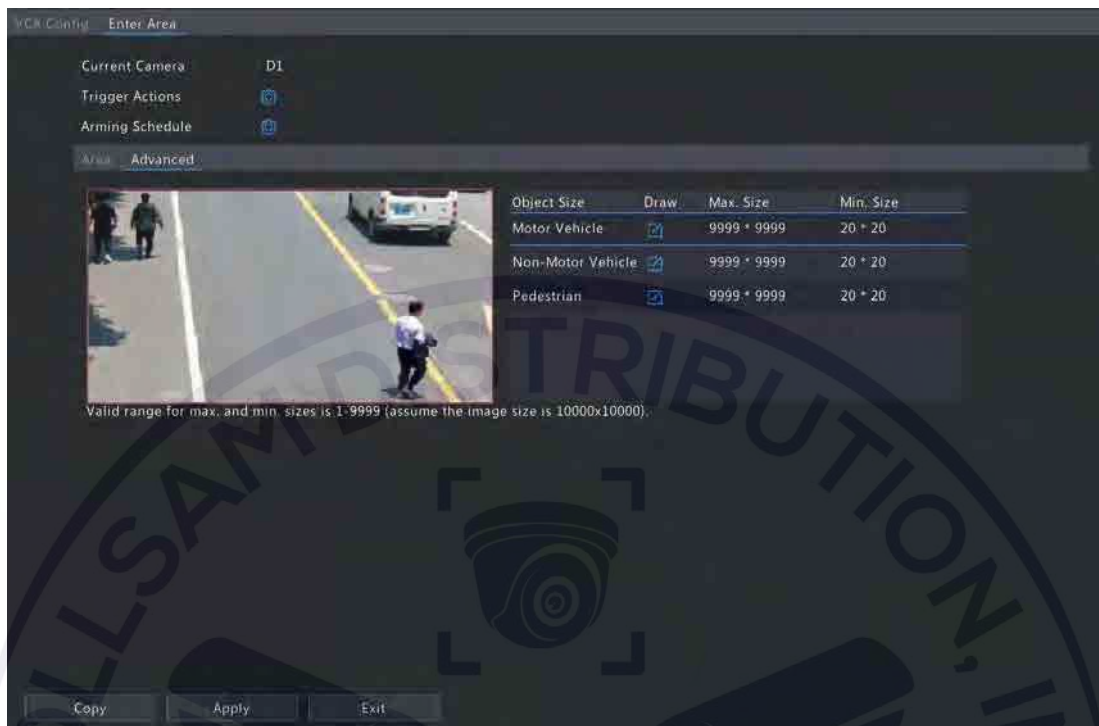 VCA Config Enter Area
Current Camera D1
Trigger Actions
Arming Schedule
Area Advanced
Object Size Draw Max. Size Min. Size
Motor Vehicle 9999 * 9999 20 * 20
Non-Motor Vehicle 9999 * 9999 20 * 20
Pedestrian 9999 * 9999 20 * 20
Valid range for max. and min. sizes is 1-9999 (assume the image size is 10000x10000).
DISTRIBUTION,
Copy Apply Exit